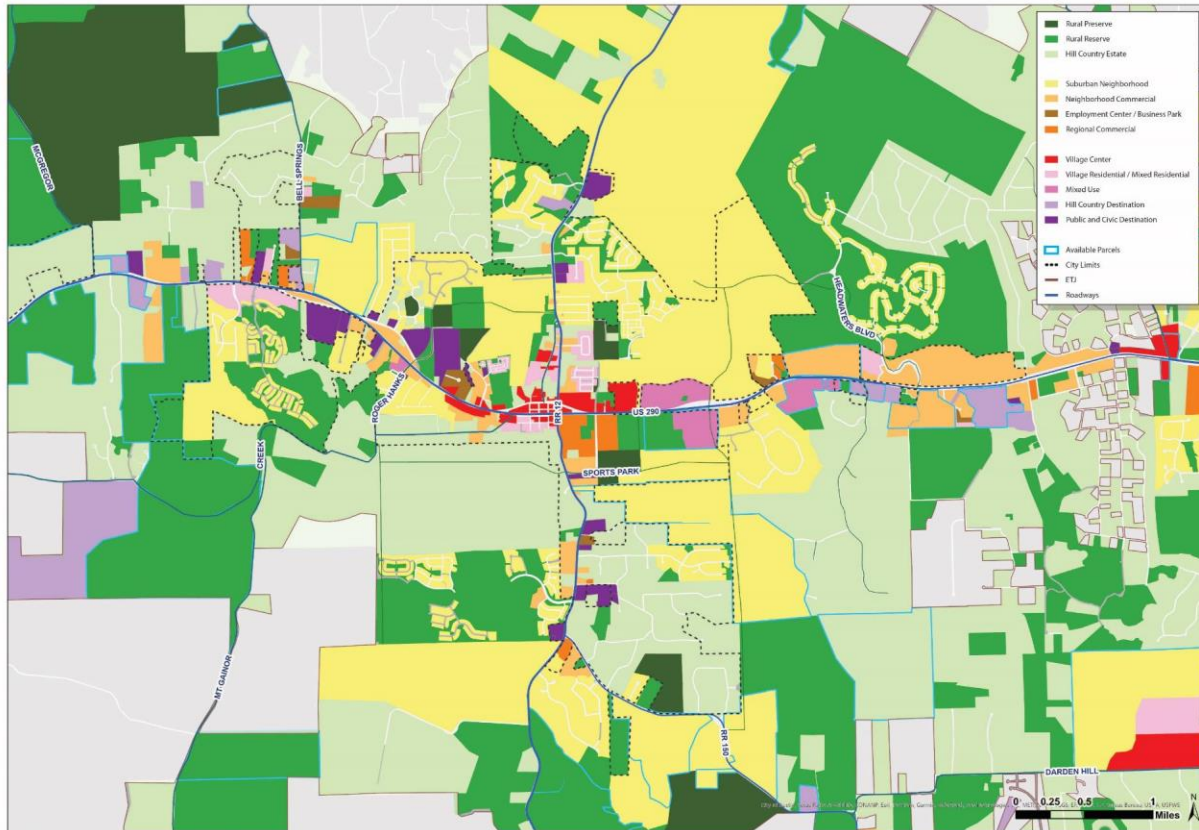 Rural Preserve
Rural Reserve
Hill Country Estate
Suburban Neighborhood
Neighborhood Commercial
Employment Center / Business Park
Regional Commercial
Village Center
Village Residential / Mixed Residential
Mixed Use
Hill Country Destination
Public and Civic Destination
Available Parcels
City Limits
ETJ
Roadways
MCGREGOR
BELL SPRINGS
HEADWATERS BLVD
ROGER HANKS
RR 12
US 290
CREEK
SPORTS PARK
MT GAINOR
RR 150
DARDEN HILL
N
0 0.25 0.5 1
Miles